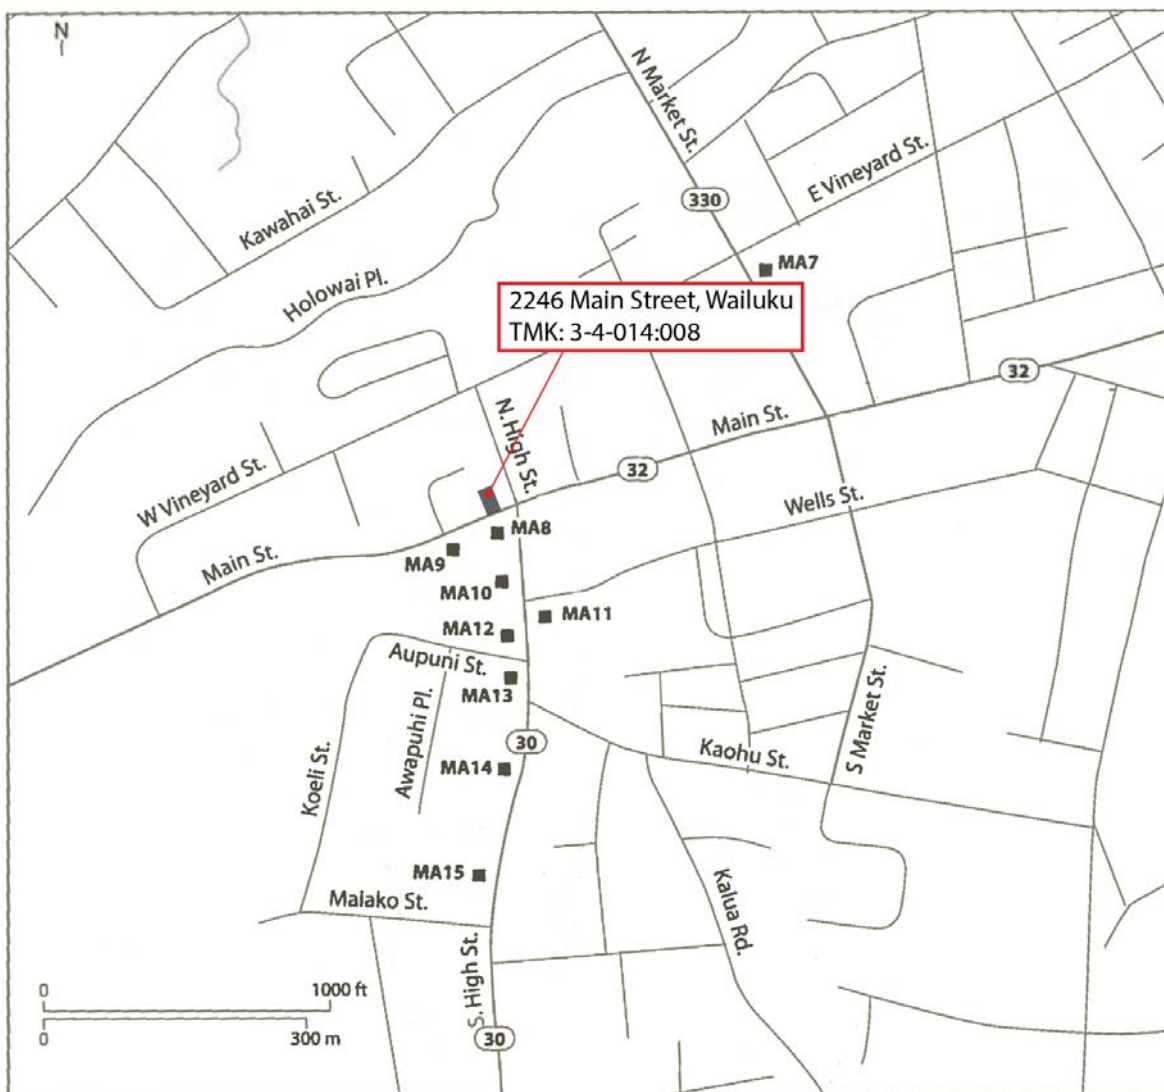 N
N Market St.
E Vineyard St.
Kawahai St.
330
MA7
Holowai Pl.
2246 Main Street, Wailuku
TMK: 3-4-014:008
32
N. High St.
Main St.
32
W Vineyard St.
Wells St.
MA8
Main St.
MA9
MA10
MA11
MA12
Aupuni St.
MA13
Awapuhi Pl.
30
S Market St.
Kaohu St.
Koeli St.
MA14
MA15
Malako St.
Kalua Rd.
S. High St.
0
1000 ft
0
300 m
30